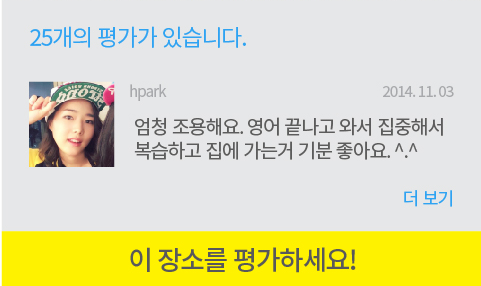 25개의 평가가 있습니다.
hpark 2014. 11. 03
엄청 조용해요. 영어 끝나고 와서 집중해서
복습하고 집에 가는거 기분 좋아요. ^.^
더 보기
이 장소를 평가하세요!